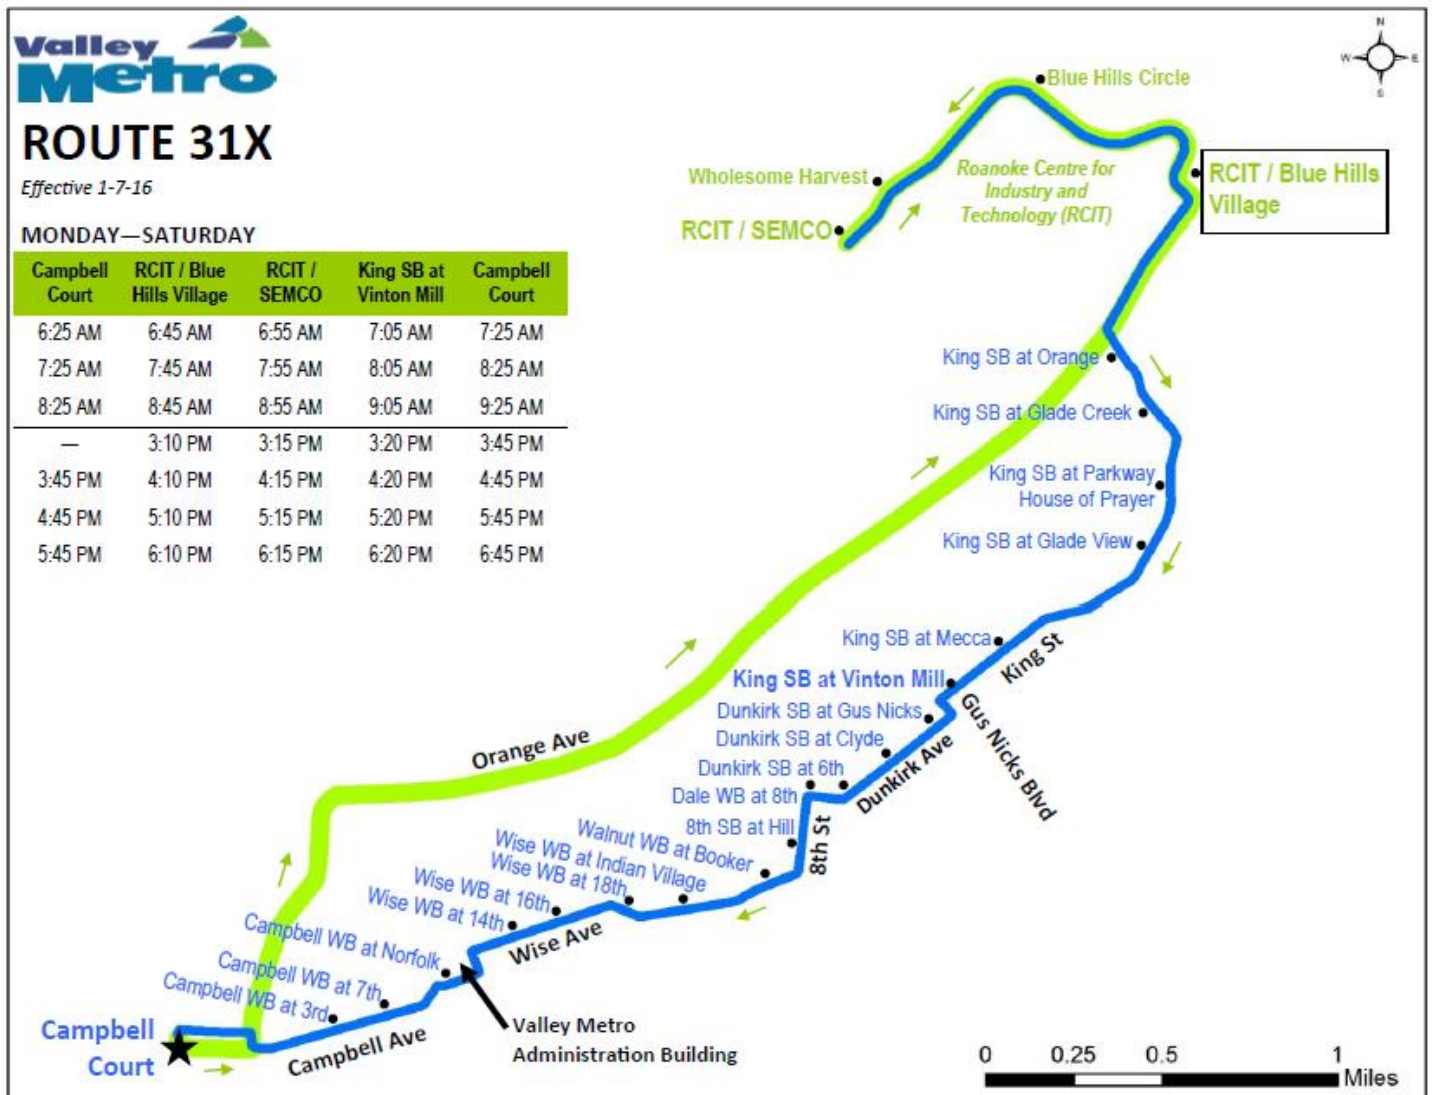 Valley
Metro
ROUTE 31X
Effective 1-7-16
MONDAY—SATURDAY
Campbell Court RCIT / Blue Hills Village RCIT / SEMCO King SB at Vinton Mill Campbell Court
6:25 AM 6:45 AM 6:55 AM 7:05 AM 7:25 AM
7:25 AM 7:45 AM 7:55 AM 8:05 AM 8:25 AM
8:25 AM 8:45 AM 8:55 AM 9:05 AM 9:25 AM
— 3:10 PM 3:15 PM 3:20 PM 3:45 PM
3:45 PM 4:10 PM 4:15 PM 4:20 PM 4:45 PM
4:45 PM 5:10 PM 5:15 PM 5:20 PM 5:45 PM
5:45 PM 6:10 PM 6:15 PM 6:20 PM 6:45 PM
N
W E
S
Blue Hills Circle
Wholesome Harvest
Roanoke Centre for
Industry and
Technology (RCIT)
RCIT / Blue Hills
Village
RCIT / SEMCO
King SB at Orange
King SB at Glade Creek
King SB at Parkway
House of Prayer
King SB at Glade View
King SB at Mecca
King St
King SB at Vinton Mill
Gus Nicks Blvd
Dunkirk SB at Gus Nicks
Dunkirk SB at Clyde
Dunkirk Ave
Orange Ave
Dunkirk SB at 6th
Dale WB at 8th
8th SB at Hill
8th St
Walnut WB at Booker
Wise WB at Indian Village
Wise WB at 18th
Wise WB at 16th
Wise WB at 14th
Wise Ave
Campbell WB at Norfolk
Campbell WB at 7th
Campbell WB at 3rd
Campbell Ave
Campbell
Court
Valley Metro
Administration Building
0 0.25 0.5 1
Miles